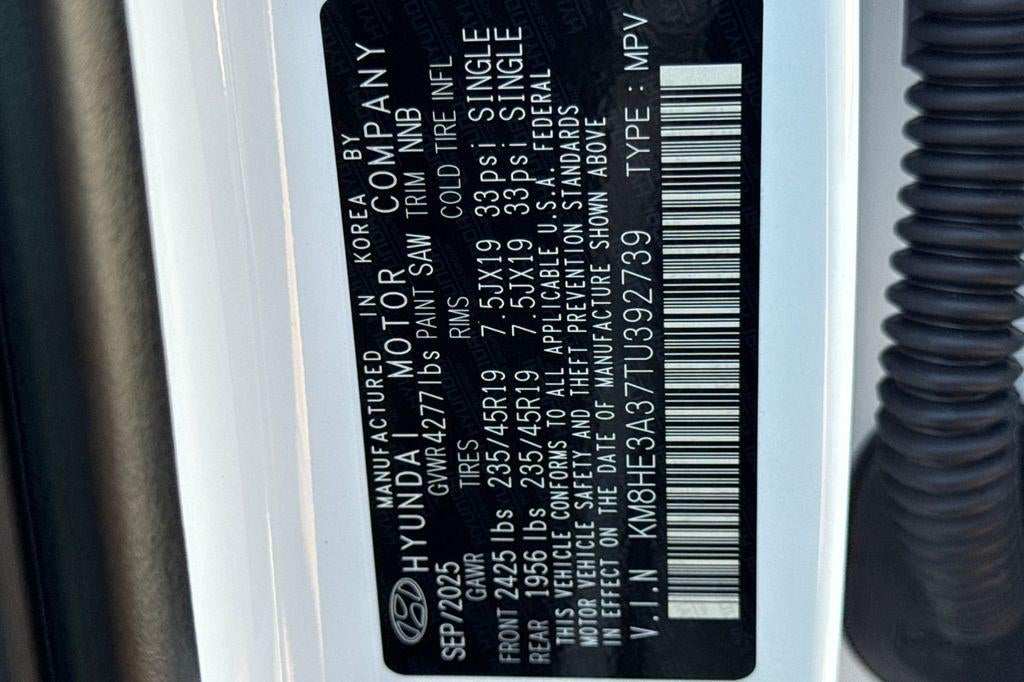 MANUFACTURED IN KOREA BY
HYUNDAI MOTOR COMPANY
SEP/2025 GVWR 4277lbs PAINT SAW TRIM NNB
GAWR TIRES RIMS COLD TIRE INFL
FRONT 2425 lbs 235/45R19 7.5JX19 33psi SINGLE
REAR 1956 lbs 235/45R19 7.5JX19 33psi SINGLE
THIS VEHICLE CONFORMS TO ALL APPLICABLE U.S.A. FEDERAL
MOTOR VEHICLE SAFETY AND THEFT PREVENTION STANDARDS
IN EFFECT ON THE DATE OF MANUFACTURE SHOWN ABOVE
V.I.N KM8HE3A37TU392739 TYPE : MPV